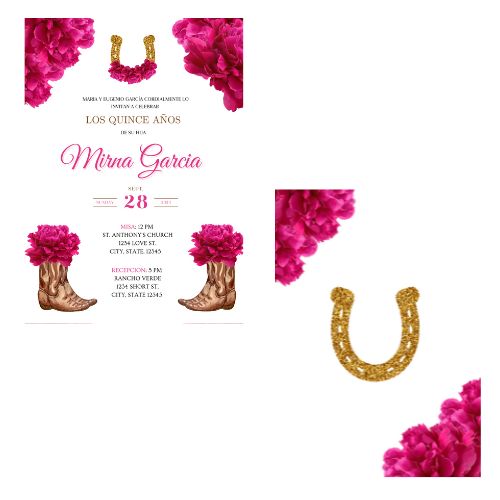 MARIA Y EUGENIO GARCÍA CORDIALMENTE LO
INVITAN A CELEBRAR
LOS QUINCE AÑOS
DE SU HIJA
Mirna Garcia
SEPT.
SUNDAY 28
MISA: 12 PM
ST. ANTHONY'S CHURCH
1234 LOVE ST.
CITY, STATE, 12345
RECEPCION: 5 PM
RANCHO VERDE
1234 SHORT ST.
CITY, STATE 12345